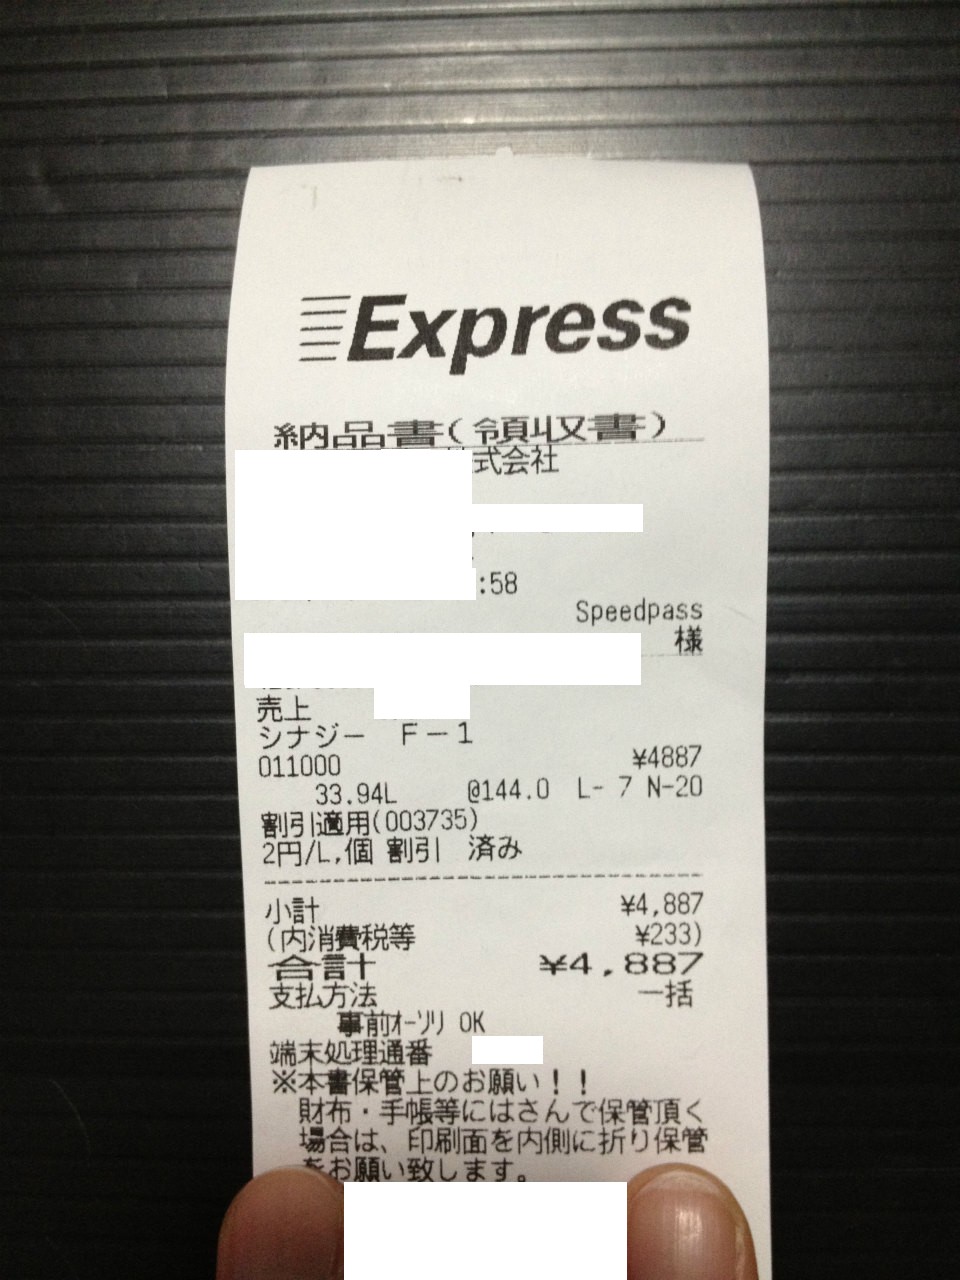 Express
納品書(領収書)
式会社
:58
Speedpass
様
売上
シナジー F-1
011000 ¥4887
33.94L @144.0 L- 7 N-20
割引適用(003735)
2円/L,個 割引 済み
小計 ¥4,887
(内消費税等 ¥233)
合計 ¥4,887
支払方法 一括
事前オーソリ OK
端末処理通番
※本書保管上のお願い!!
財布・手帳等にはさんで保管頂く
場合は、印刷面を内側に折り保管
をお願い致します。